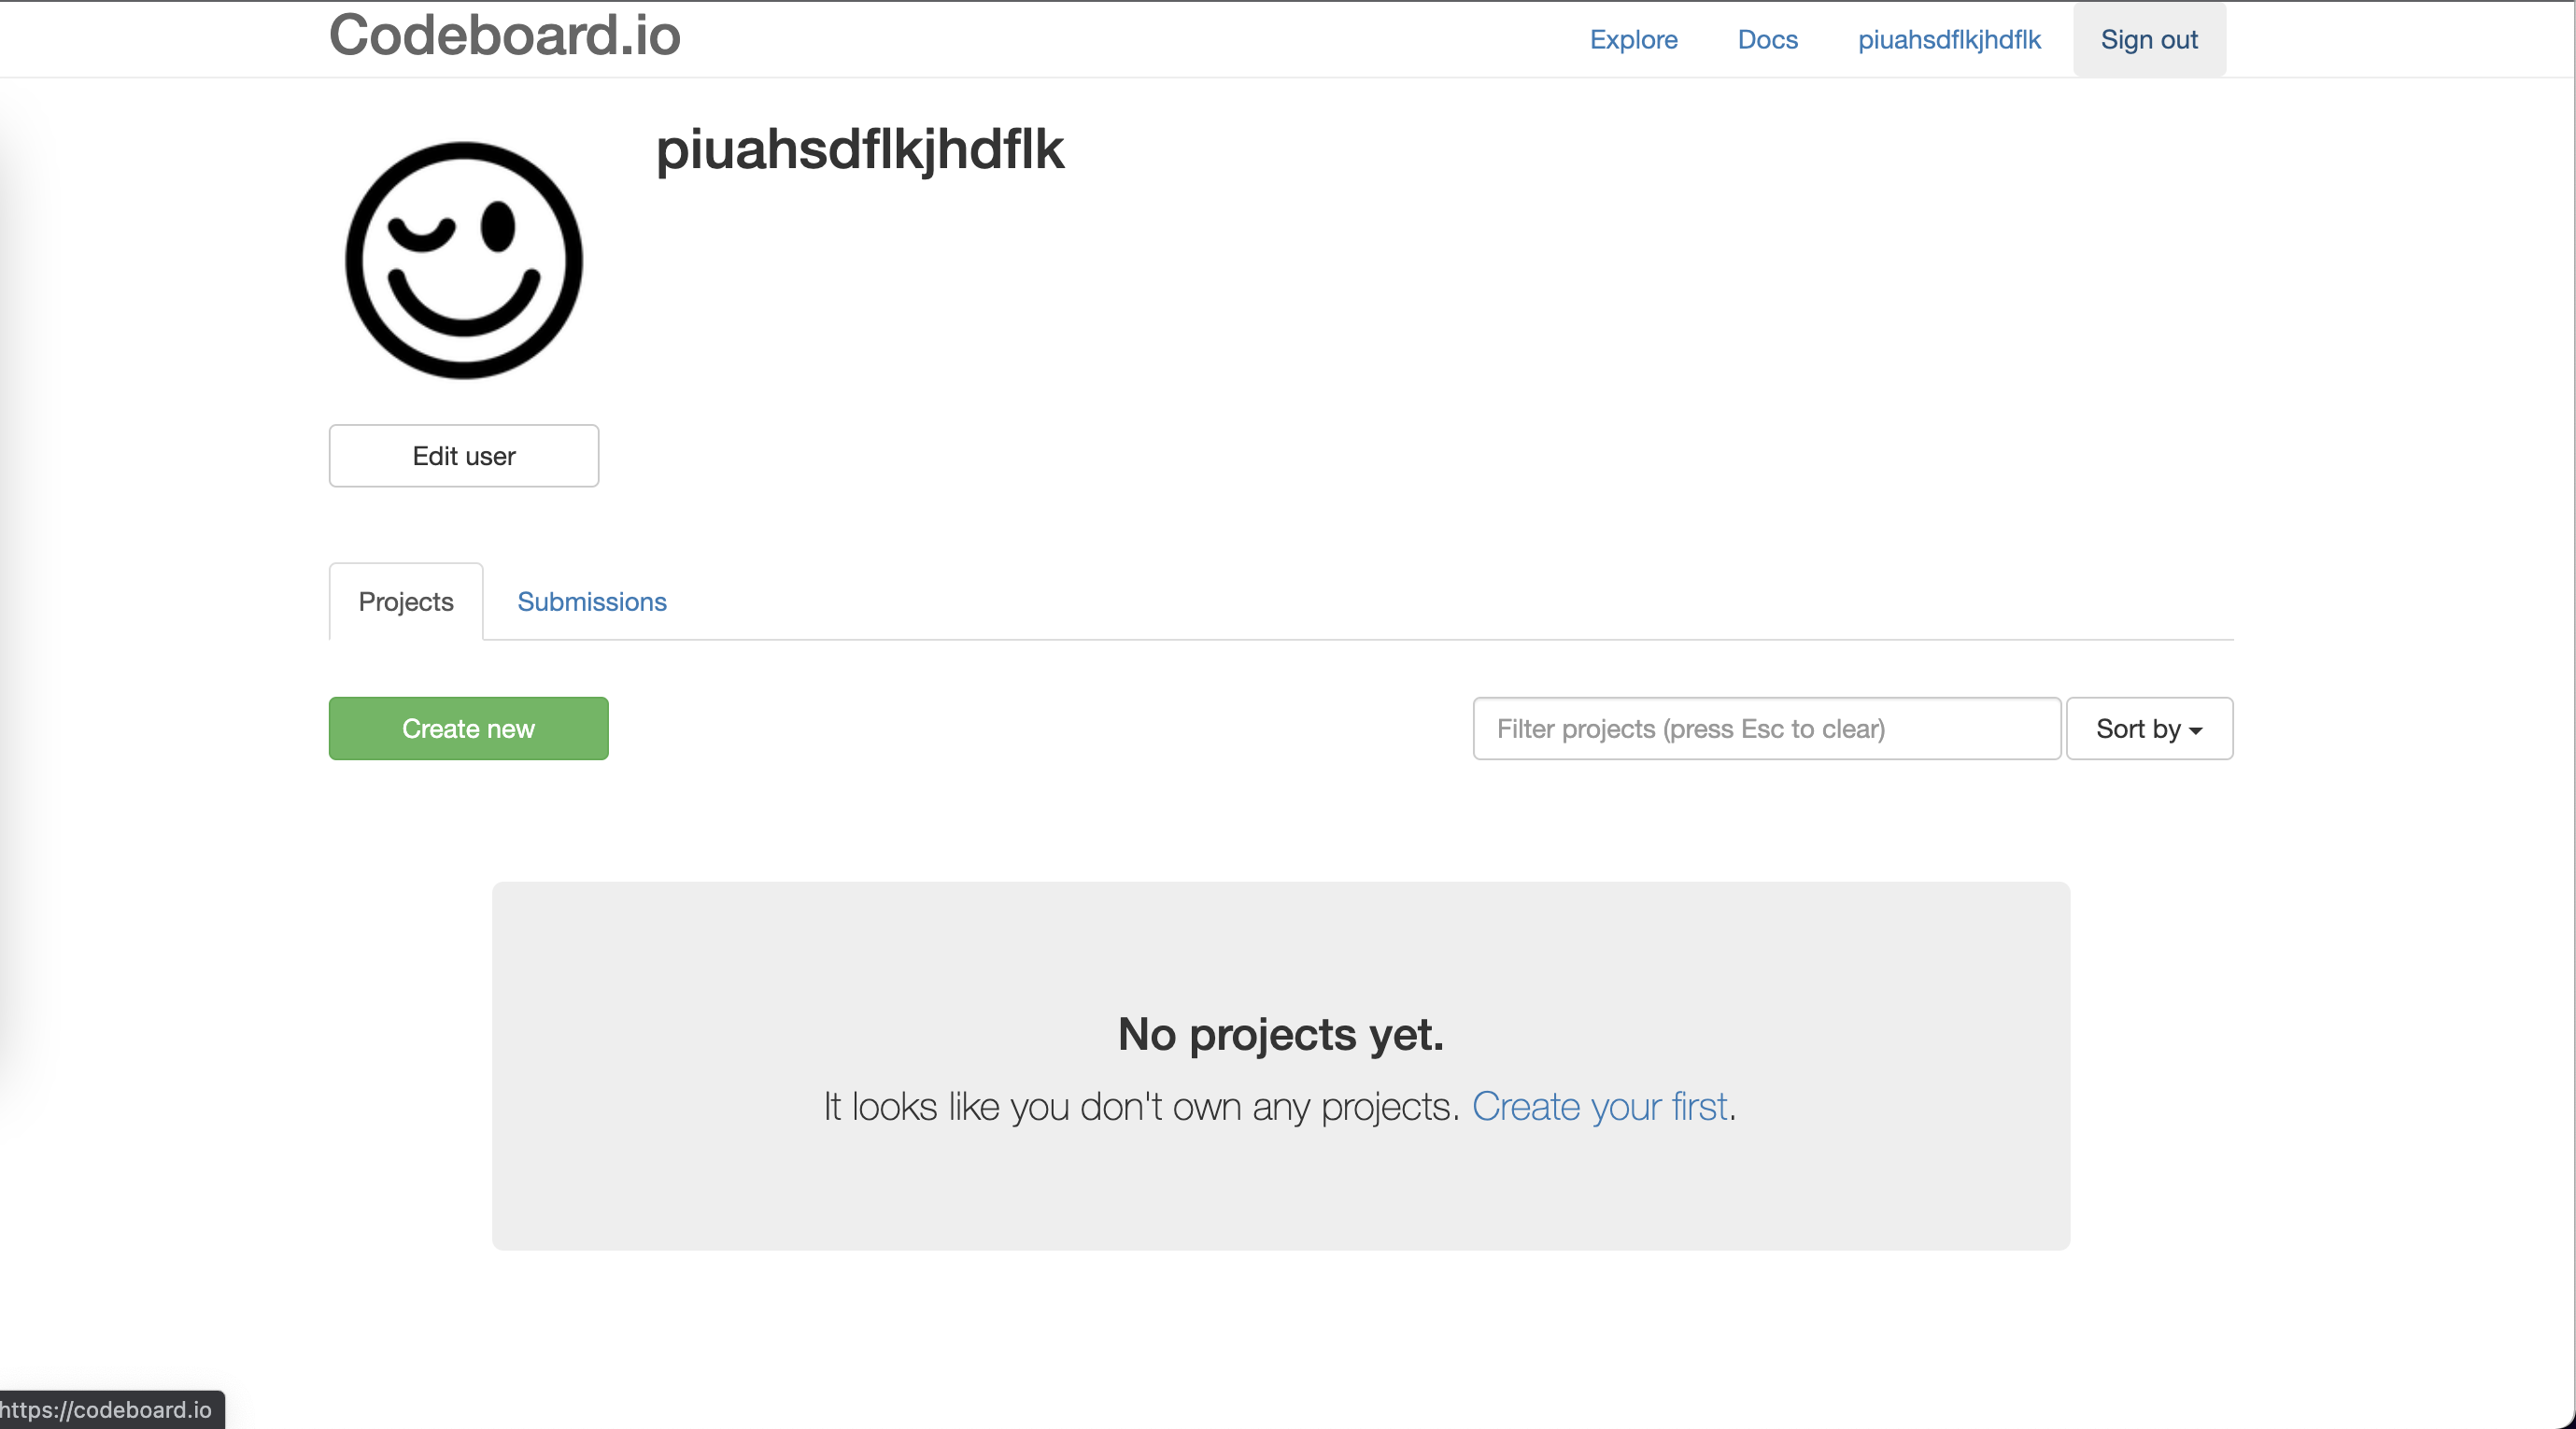 Codeboard.io
Explore Docs piuahsdflkjhdflk Sign out
piuahsdflkjhdflk
Edit user
Projects Submissions
Create new Filter projects (press Esc to clear) Sort by
No projects yet.
It looks like you don't own any projects. Create your first.
https://codeboard.io